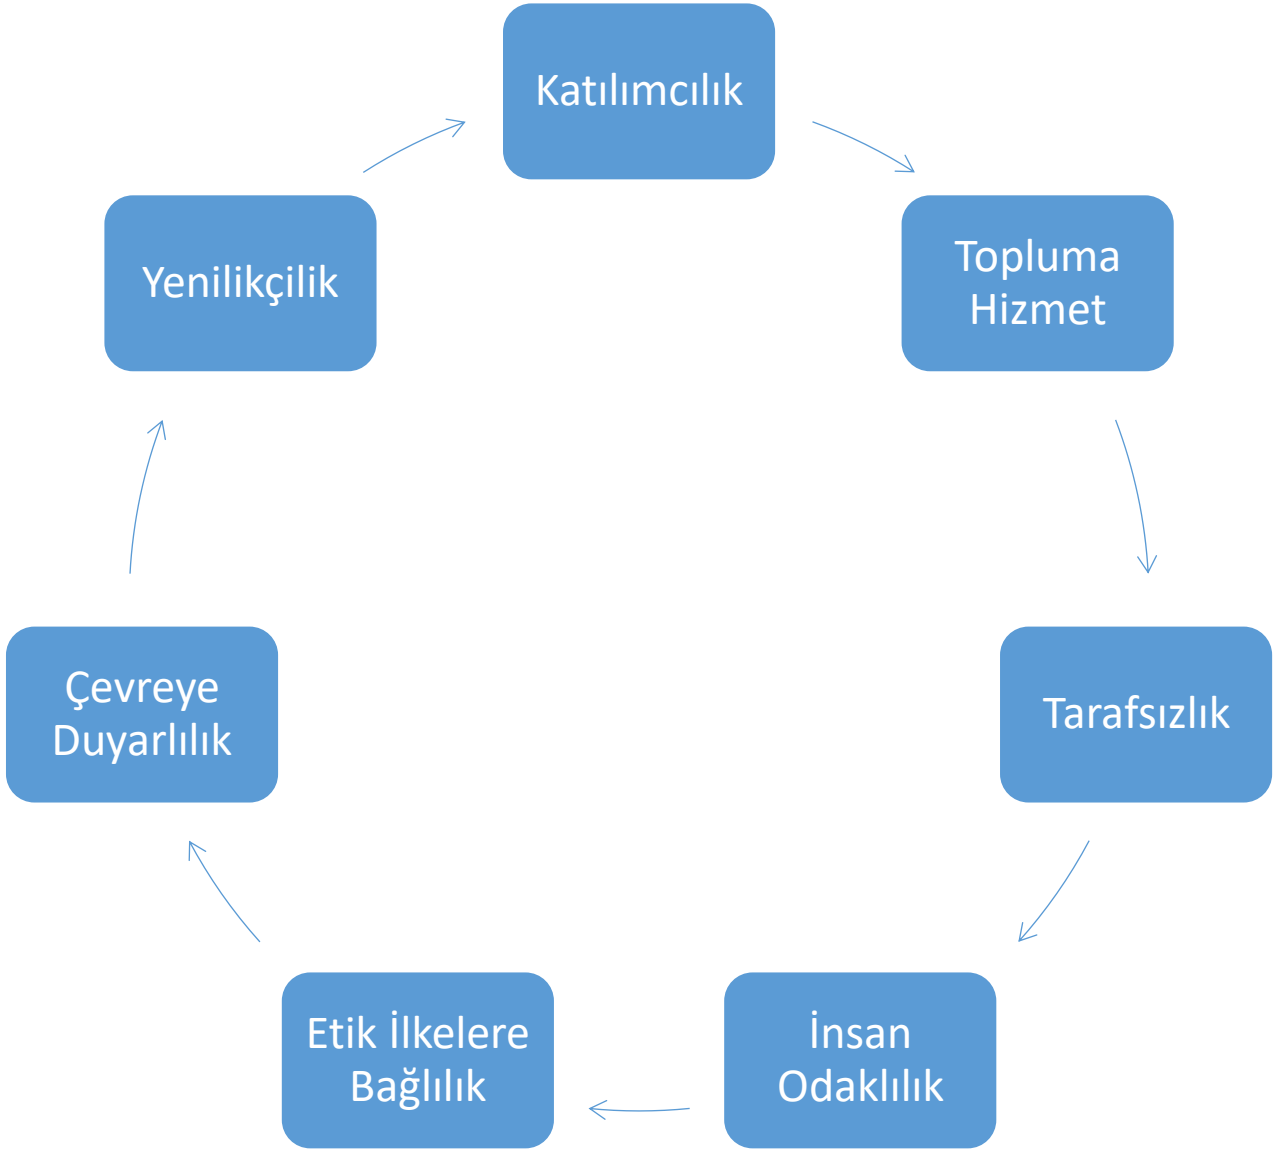 Katılımcılık
Topluma
Hizmet
Tarafsızlık
İnsan
Odaklılık
Etik İlkelere
Bağlılık
Çevreye
Duyarlılık
Yenilikçilik